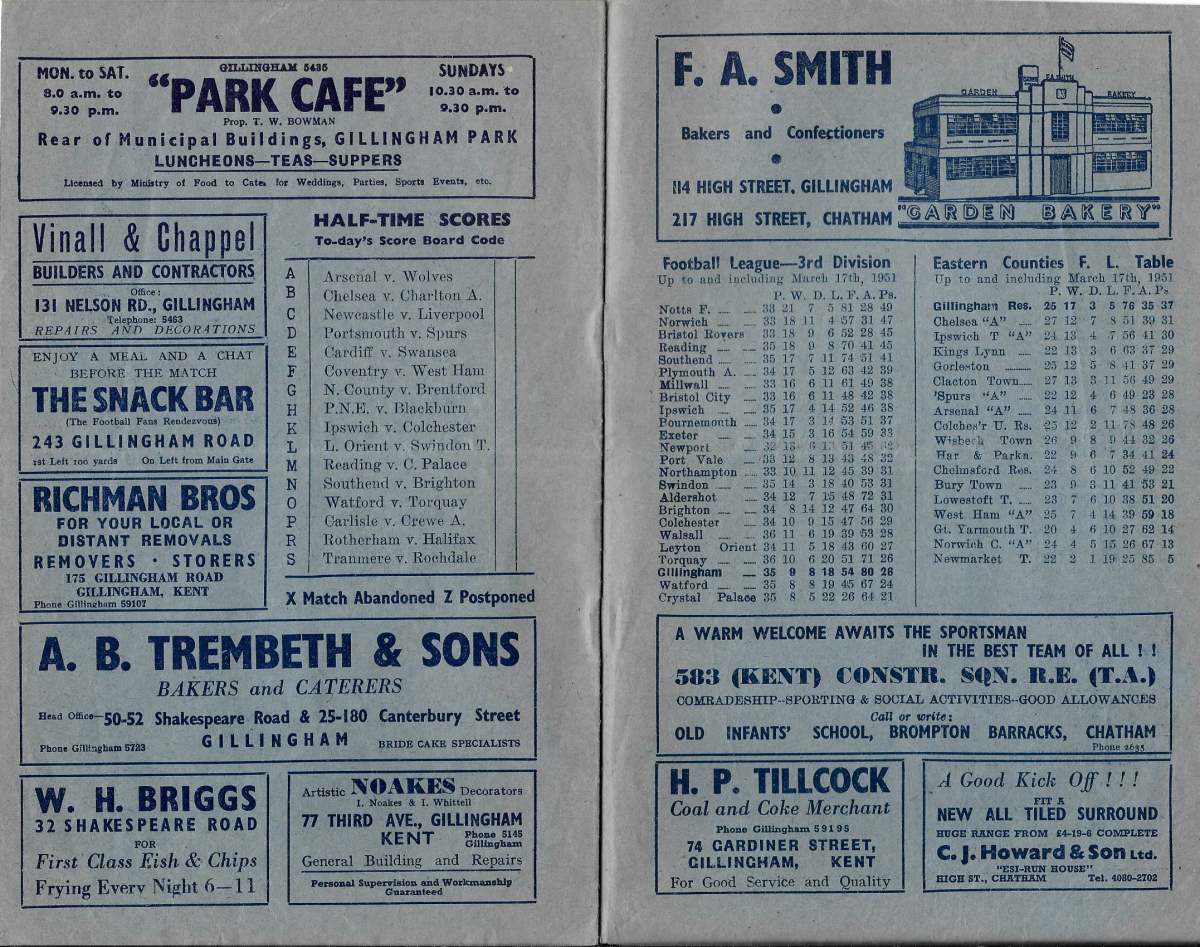 GILLINGHAM 5435
MON. to SAT.
8.0 a.m. to
9.30 p.m.
"PARK CAFE"
Prop. T. W. BOWMAN
SUNDAYS
10.30 a.m. to
9.30 p.m.
Rear of Municipal Buildings, GILLINGHAM PARK
LUNCHEONS—TEAS—SUPPERS
Licensed by Ministry of Food to Cater for Weddings, Parties, Sports Events, etc.
Vinall & Chappel
BUILDERS AND CONTRACTORS
Office:
131 NELSON RD., GILLINGHAM
Telephone: 5463
REPAIRS AND DECORATIONS
ENJOY A MEAL AND A CHAT
BEFORE THE MATCH
THE SNACK BAR
(The Football Fans Rendezvous)
243 GILLINGHAM ROAD
1st Left 100 yards On Left from Main Gate
RICHMAN BROS
FOR YOUR LOCAL OR
DISTANT REMOVALS
REMOVERS · STORERS
175 GILLINGHAM ROAD
GILLINGHAM, KENT
Phone Gillingham 59107
HALF-TIME SCORES
To-day's Score Board Code
A Arsenal v. Wolves
B Chelsea v. Charlton A.
C Newcastle v. Liverpool
D Portsmouth v. Spurs
E Cardiff v. Swansea
F Coventry v. West Ham
G N. County v. Brentford
H P.N.E. v. Blackburn
K Ipswich v. Colchester
L L. Orient v. Swindon T.
M Reading v. C. Palace
N Southend v. Brighton
O Watford v. Torquay
P Carlisle v. Crewe A.
R Rotherham v. Halifax
S Tranmere v. Rochdale
X Match Abandoned Z Postponed
A. B. TREMBETH & SONS
BAKERS and CATERERS
Head Office—50-52 Shakespeare Road & 25-180 Canterbury Street
GILLINGHAM
Phone Gillingham 5723
BRIDE CAKE SPECIALISTS
W. H. BRIGGS
32 SHAKESPEARE ROAD
FOR
First Class Fish & Chips
Frying Every Night 6—11
Artistic NOAKES Decorators
I. Noakes & I. Whittell
77 THIRD AVE., GILLINGHAM
KENT
Phone 5145
Gillingham
General Building and Repairs
Personal Supervision and Workmanship
Guaranteed
F. A. SMITH
Bakers and Confectioners
114 HIGH STREET, GILLINGHAM
217 HIGH STREET, CHATHAM
GARDEN
F.A.SMITH
BAKERY
"GARDEN BAKERY"
Football League—3rd Division
Up to and including March 17th, 1951
P. W. D. L. F. A. Ps.
Notts F. 33 21 7 5 81 28 49
Norwich 33 18 11 4 57 31 47
Bristol Rovers 33 18 9 6 52 28 45
Reading 35 18 9 8 70 41 45
Southend 35 17 7 11 74 51 41
Plymouth A. 34 17 5 12 63 42 39
Millwall 33 16 6 11 61 49 38
Bristol City 33 16 6 11 48 42 38
Ipswich 35 17 4 14 52 46 38
Bournemouth 34 17 3 14 53 51 37
Exeter 34 15 3 16 54 59 33
Newport 32 13 6 13 51 45 32
Port Vale 33 12 8 13 43 48 32
Northampton 33 10 11 12 45 39 31
Swindon 35 14 3 18 40 53 31
Aldershot 34 12 7 15 48 72 31
Brighton 34 8 14 12 47 64 30
Colchester 34 10 9 15 47 56 29
Walsall 36 11 6 19 39 53 28
Leyton Orient 34 11 5 18 43 60 27
Torquay 36 10 6 20 51 71 26
Gillingham 35 9 8 18 54 80 26
Watford 35 8 8 19 45 67 24
Crystal Palace 35 8 5 22 26 64 21
Eastern Counties F. L. Table
Up to and including March 17th, 1951
P. W. D. L. F. A. Ps.
Gillingham Res. 25 17 3 5 76 35 37
Chelsea "A" 27 12 7 8 51 39 31
Ipswich T "A" 24 13 4 7 56 41 30
Kings Lynn 22 13 3 6 63 37 29
Gorleston 25 12 5 8 41 37 29
Clacton Town 27 13 3 11 56 49 29
'Spurs "A" 22 12 4 6 49 23 28
Arsenal "A" 24 11 6 7 48 36 28
Colches'r U. Rs. 25 12 2 11 78 48 26
Wisbech Town 26 9 8 9 44 32 26
Har & Parka. 22 9 6 7 34 41 24
Chelmsford Res. 24 8 6 10 52 49 22
Bury Town 23 9 3 11 41 53 21
Lowestoft T. 23 7 6 10 38 51 20
West Ham "A" 25 7 4 14 39 59 18
Gt. Yarmouth T. 20 4 6 10 27 62 14
Norwich C. "A" 24 4 5 15 26 67 13
Newmarket T. 22 2 1 19 25 85 5
A WARM WELCOME AWAITS THE SPORTSMAN
IN THE BEST TEAM OF ALL ! !
583 (KENT) CONSTR. SQN. R.E. (T.A.)
COMRADESHIP--SPORTING & SOCIAL ACTIVITIES--GOOD ALLOWANCES
Call or write:
OLD INFANTS' SCHOOL, BROMPTON BARRACKS, CHATHAM
Phone 2635
H. P. TILLCOCK
Coal and Coke Merchant
Phone Gillingham 59195
74 GARDINER STREET,
GILLINGHAM, KENT
For Good Service and Quality
A Good Kick Off ! ! !
FIT A
NEW ALL TILED SURROUND
HUGE RANGE FROM £4-19-6 COMPLETE
C. J. Howard & Son Ltd.
"ESI-RUN HOUSE"
HIGH ST., CHATHAM Tel. 4080-2702